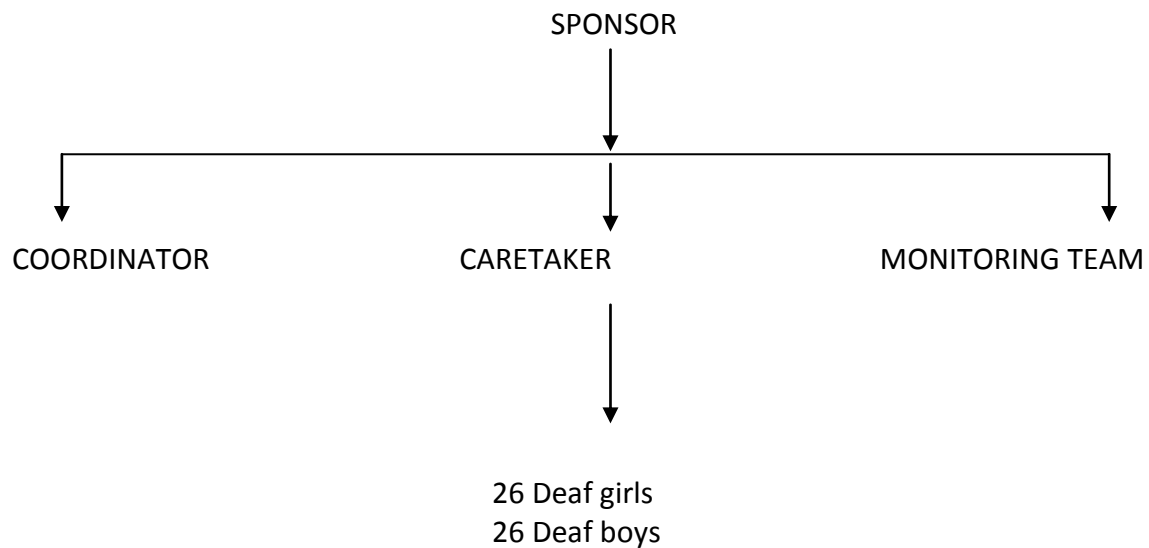 SPONSOR
COORDINATOR
CARETAKER
MONITORING TEAM
26 Deaf girls
26 Deaf boys